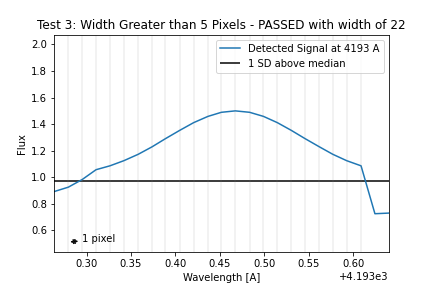 Test 3: Width Greater than 5 Pixels - PASSED with width of 22
Detected Signal at 4193 A
1 SD above median
2.0
1.8
1.6
1.4
1.2
1.0
0.8
0.6
Flux
1 pixel
0.30 0.35 0.40 0.45 0.50 0.55 0.60
Wavelength [A]
+4.193e3